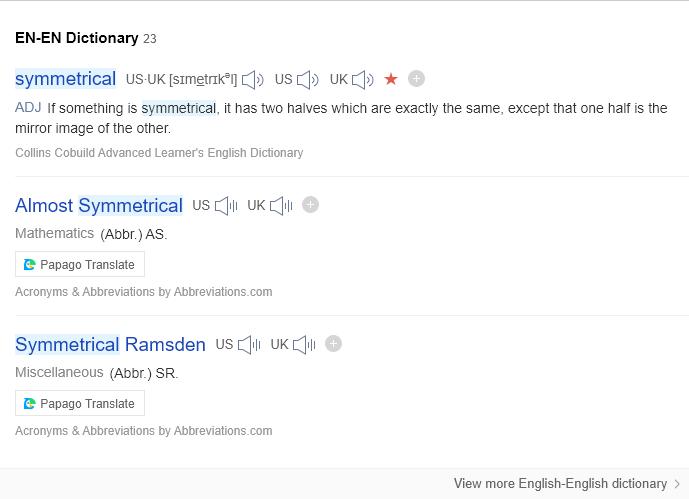 EN-EN Dictionary 23
symmetrical US·UK [sɪmetrɪkᵊl] US UK
ADJ If something is symmetrical, it has two halves which are exactly the same, except that one half is the
mirror image of the other.
Collins Cobuild Advanced Learner's English Dictionary
Almost Symmetrical US UK
Mathematics (Abbr.) AS.
Papago Translate
Acronyms & Abbreviations by Abbreviations.com
Symmetrical Ramsden US UK
Miscellaneous (Abbr.) SR.
Papago Translate
Acronyms & Abbreviations by Abbreviations.com
View more English-English dictionary